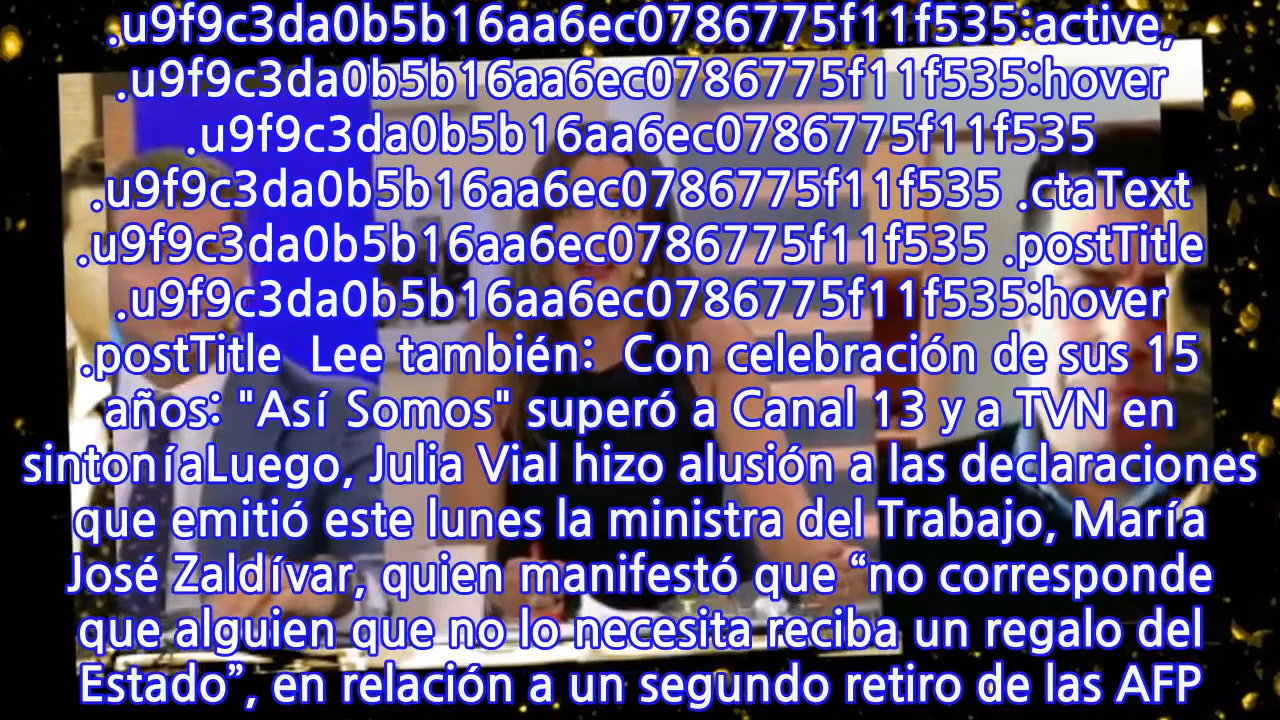 .u9f9c3da0b5b16aa6ec0786775f11f535:active,
.u9f9c3da0b5b16aa6ec0786775f11f535:hover
.u9f9c3da0b5b16aa6ec0786775f11f535
.u9f9c3da0b5b16aa6ec0786775f11f535 .ctaText
.u9f9c3da0b5b16aa6ec0786775f11f535 .postTitle
.u9f9c3da0b5b16aa6ec0786775f11f535:hover
.postTitle  Lee también:  Con celebración de sus 15
años: "Así Somos" superó a Canal 13 y a TVN en
sintoníaLuego, Julia Vial hizo alusión a las declaraciones
que emitió este lunes la ministra del Trabajo, María
José Zaldívar, quien manifestó que “no corresponde
que alguien que no lo necesita reciba un regalo del
Estado”, en relación a un segundo retiro de las AFP